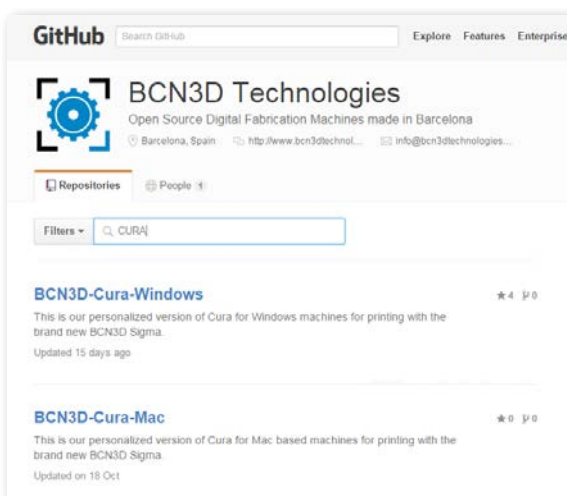 GitHub Search GitHub Explore Features Enterprise
BCN3D Technologies
Open Source Digital Fabrication Machines made in Barcelona
Barcelona, Spain http://www.bcn3dtechnol... info@bcn3dtechnologies...
Repositories People 1
Filters CURA
BCN3D-Cura-Windows 4 0
This is our personalized version of Cura for Windows machines for printing with the
brand new BCN3D Sigma.
Updated 15 days ago
BCN3D-Cura-Mac 0 0
This is our personalized version of Cura for Mac based machines for printing with the
brand new BCN3D Sigma
Updated on 18 Oct